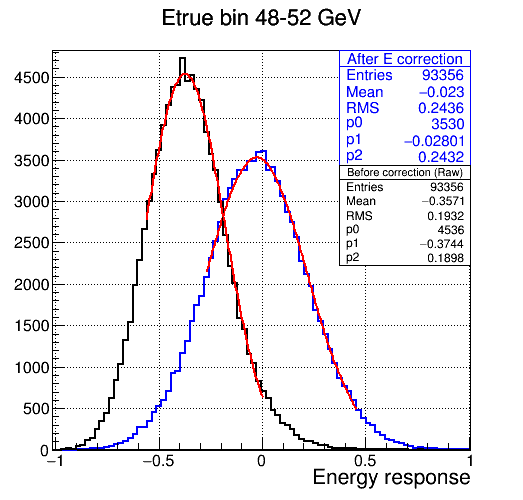 Etrue bin 48-52 GeV
After E correction
Entries 93356
Mean −0.023
RMS 0.2436
p0 3530
p1 −0.02801
p2 0.2432
Before correction (Raw)
Entries 93356
Mean −0.3571
RMS 0.1932
p0 4536
p1 −0.3744
p2 0.1898
4500
4000
3500
3000
2500
2000
1500
1000
500
0
−1 −0.5 0 0.5 1
Energy response